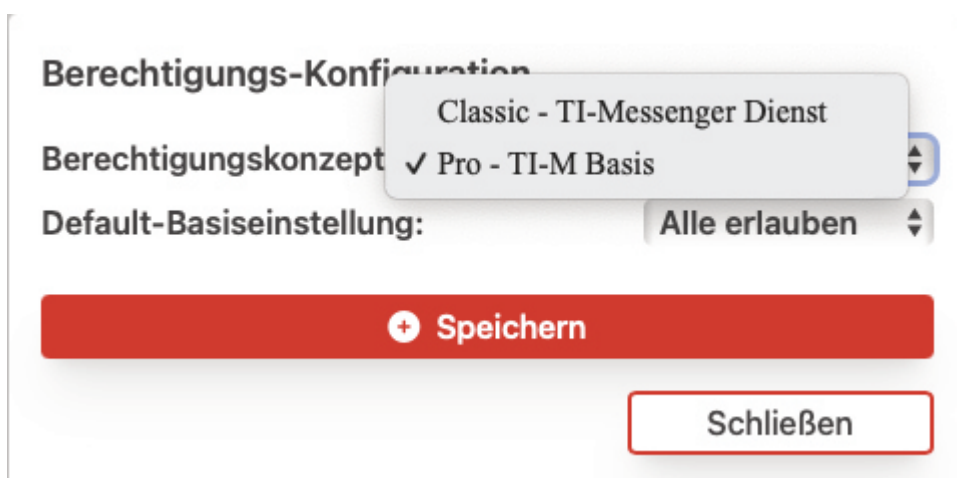 Berechtigungs-Konfiguration
Classic - TI-Messenger Dienst
Berechtigungskonzept
✓ Pro - TI-M Basis
Default-Basiseinstellung:
Alle erlauben
Speichern
Schließen